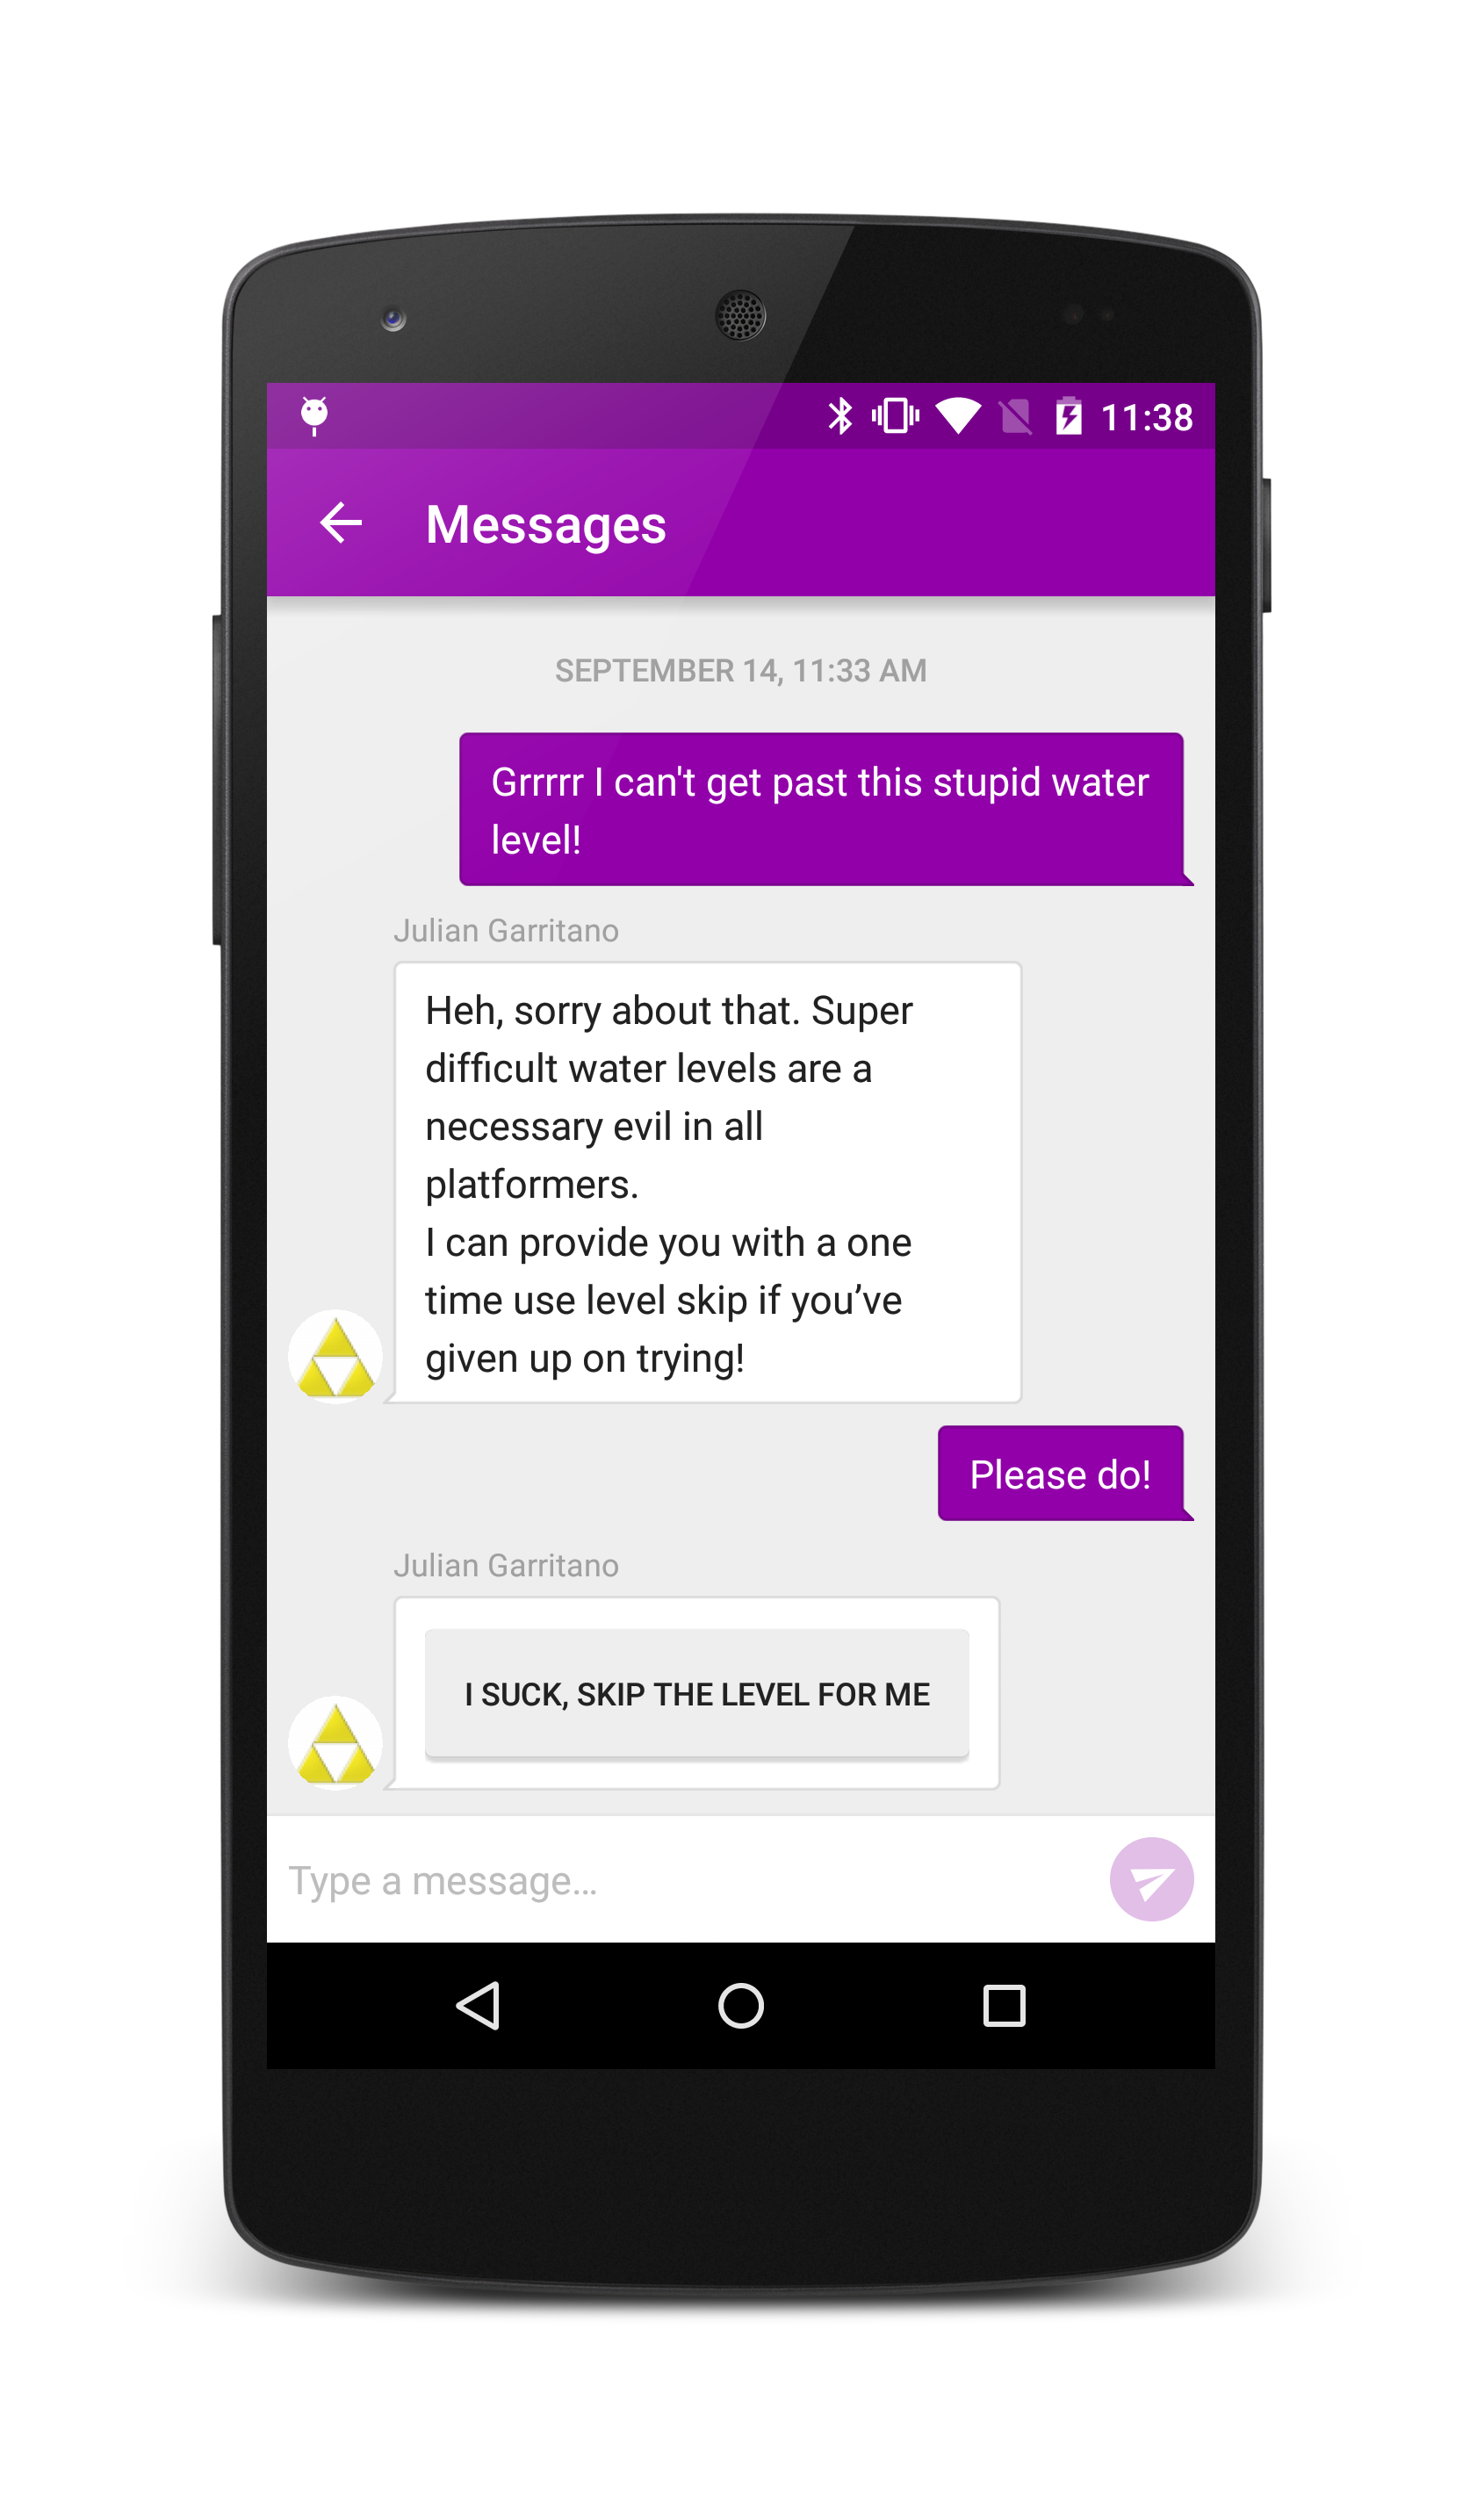 11:38
Messages
SEPTEMBER 14, 11:33 AM
Grrrrr I can't get past this stupid water
level!
Julian Garritano
Heh, sorry about that. Super
difficult water levels are a
necessary evil in all
platformers.
I can provide you with a one
time use level skip if you’ve
given up on trying!
Please do!
Julian Garritano
I SUCK, SKIP THE LEVEL FOR ME
Type a message...